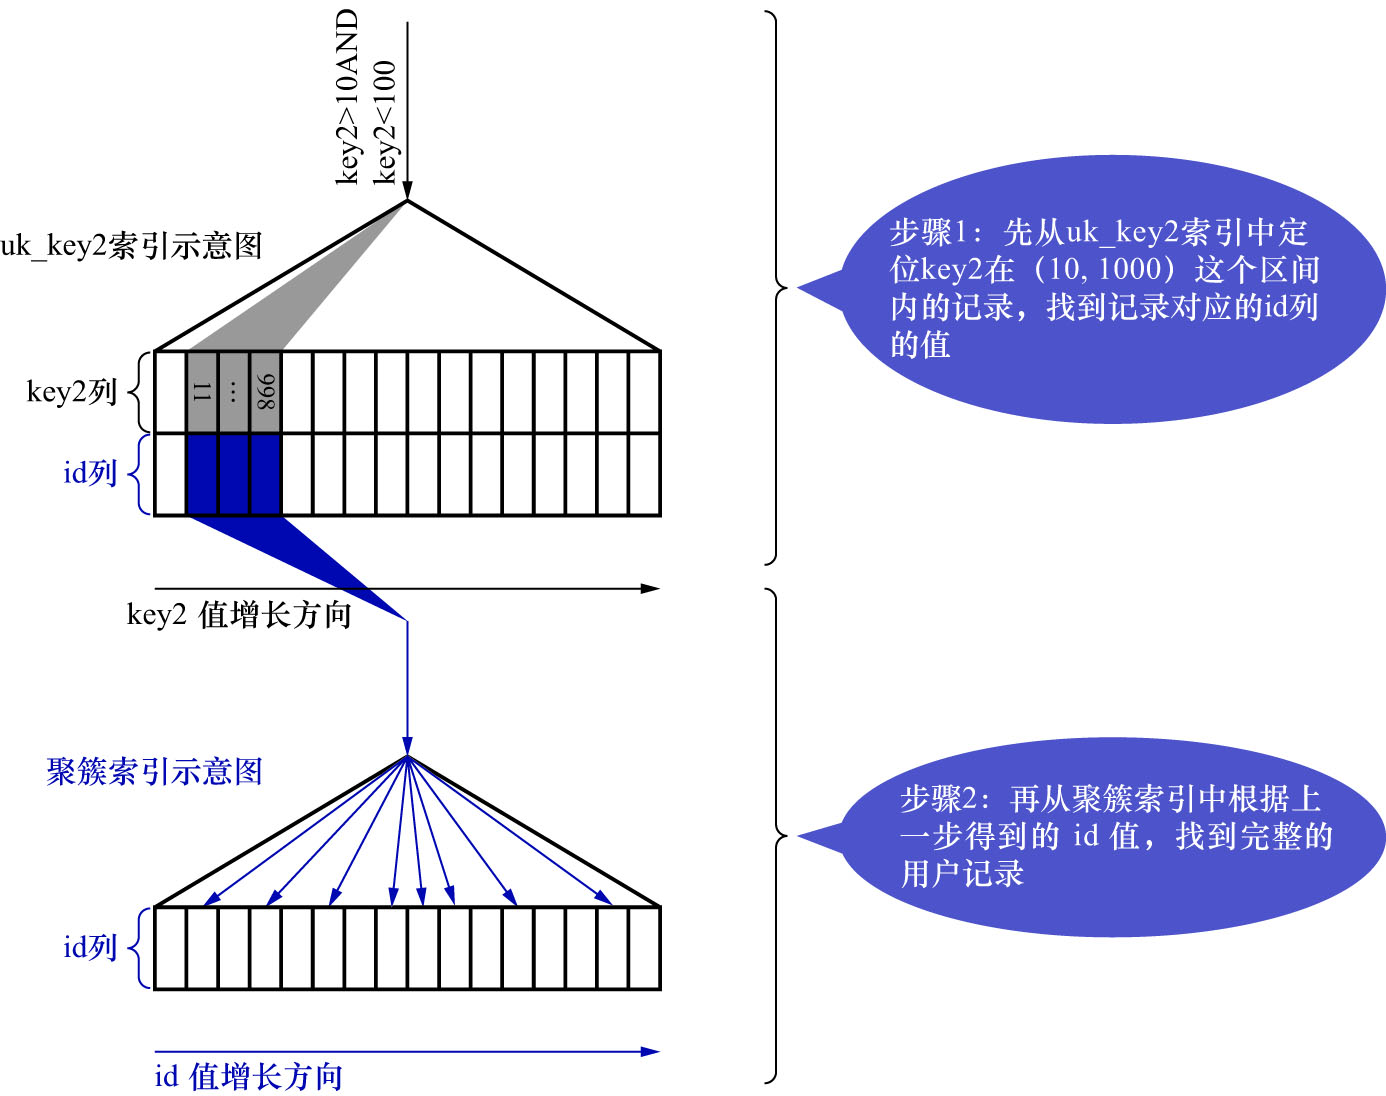 key2>10AND
key2<100
uk_key2索引示意图
key2列
11
…
998
id列
key2 值增长方向
步骤1：先从uk_key2索引中定
位key2在（10, 1000）这个区间
内的记录，找到记录对应的id列
的值
聚簇索引示意图
id列
id 值增长方向
步骤2：再从聚簇索引中根据上
一步得到的 id 值，找到完整的
用户记录